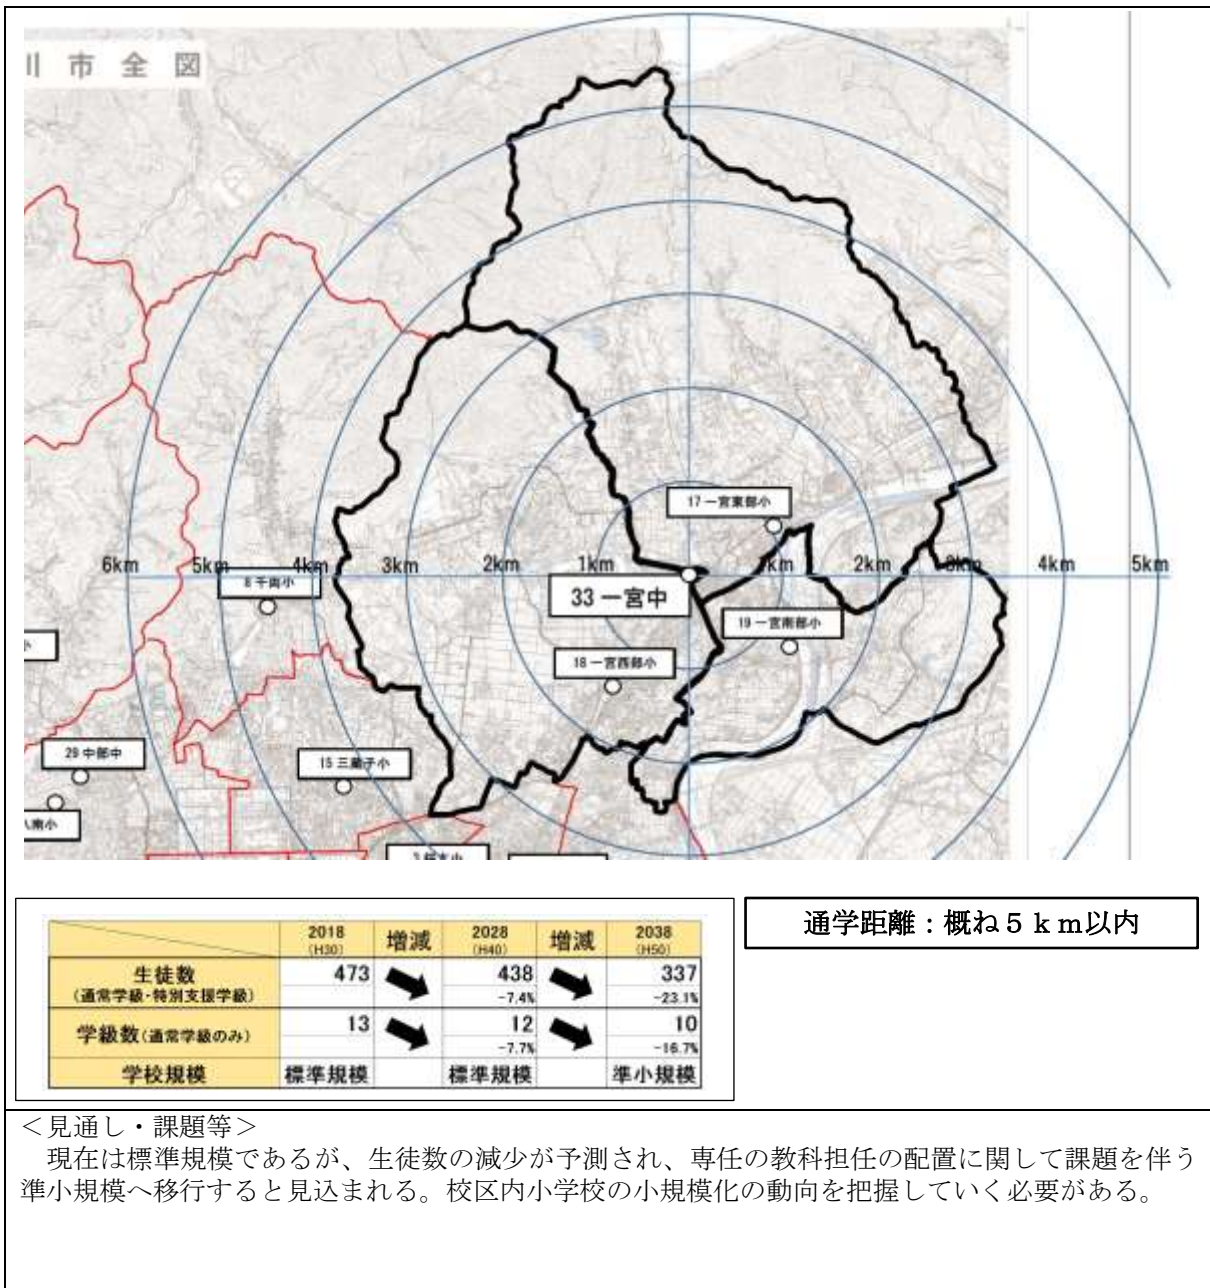 川市全図
17 一宮東部小
6km 5km 4km 3km 2km 1km 1km 2km 3km 4km 5km
8 千両小
33 一宮中
19 一宮南部小
18 一宮西部小
29 中部中
15 三蔵子小
2018 増減 2028 増減 2038
(H30) (H40) (H50)
生徒数 473 438 337
(通常学級・特別支援学級) -7.4% -23.1%
学級数(通常学級のみ) 13 12 10
-7.7% -16.7%
学校規模 標準規模 標準規模 準小規模
通学距離：概ね５ｋｍ以内
＜見通し・課題等＞
現在は標準規模であるが、生徒数の減少が予測され、専任の教科担任の配置に関して課題を伴う
準小規模へ移行すると見込まれる。校区内小学校の小規模化の動向を把握していく必要がある。